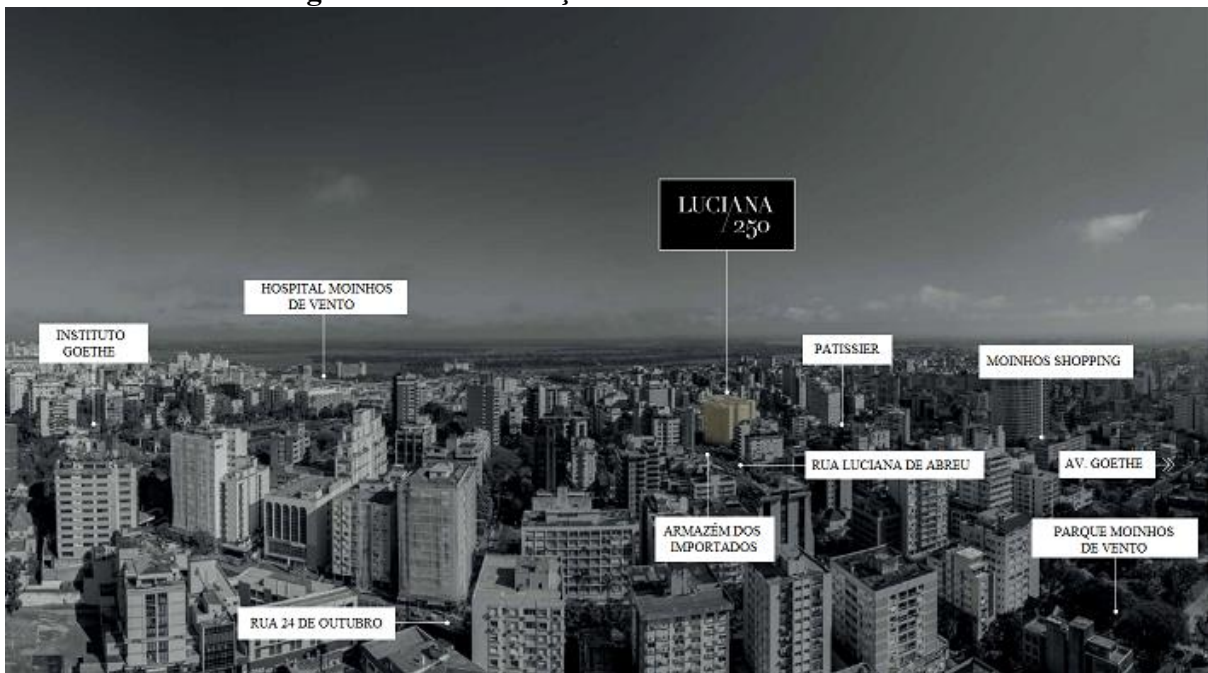 LUCIANA
/ 250
HOSPITAL MOINHOS
DE VENTO
INSTITUTO
GOETHE
PATISSIER
MOINHOS SHOPPING
RUA LUCIANA DE ABREU
AV. GOETHE
ARMAZÉM DOS
IMPORTADOS
PARQUE MOINHOS
DE VENTO
RUA 24 DE OUTUBRO